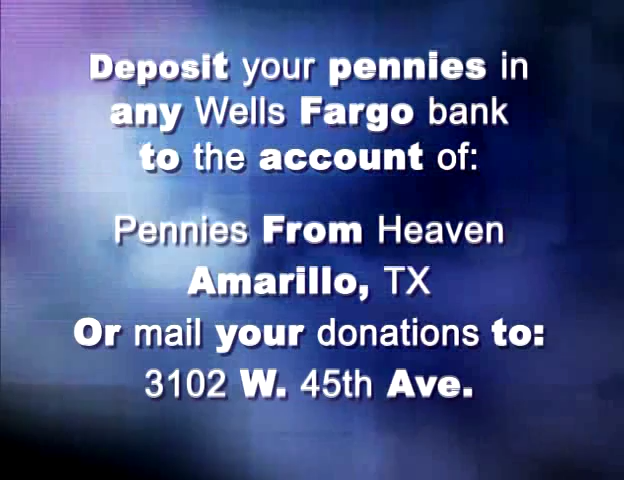 Deposit your pennies in
any Wells Fargo bank
to the account of:
Pennies From Heaven
Amarillo, TX
Or mail your donations to:
3102 W. 45th Ave.